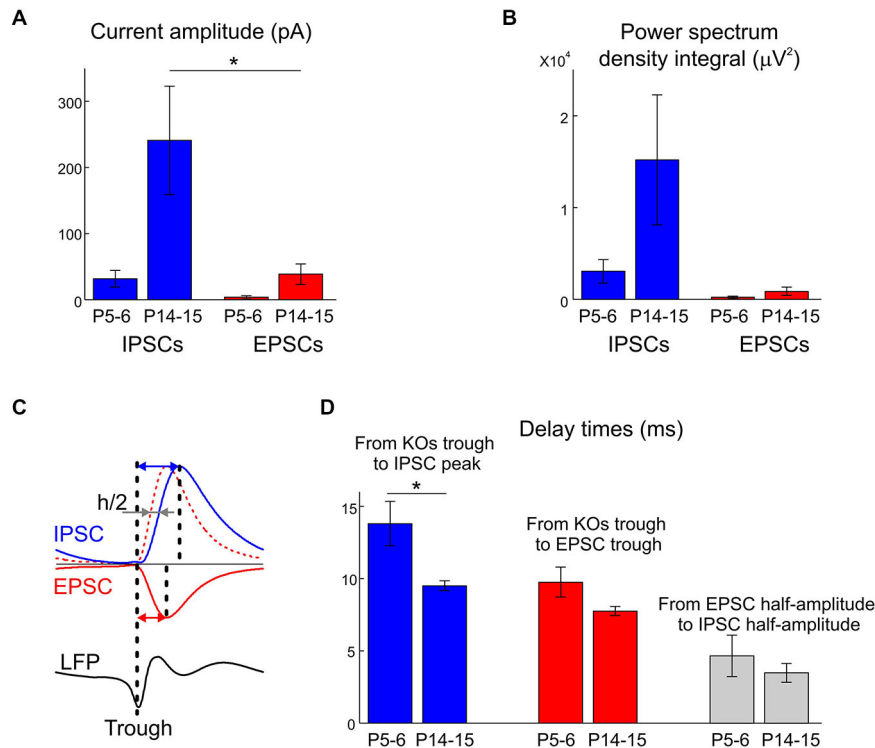 A
Current amplitude (pA)
*
300
200
100
0
P5-6 P14-15 P5-6 P14-15
IPSCs EPSCs
B
Power spectrum
density integral (μV²)
X10⁴
2
1
0
P5-6 P14-15 P5-6 P14-15
IPSCs EPSCs
C
h/2
IPSC
EPSC
LFP
Trough
D
Delay times (ms)
From KOs trough
to IPSC peak
*
From KOs trough
to EPSC trough
From EPSC half-amplitude
to IPSC half-amplitude
15
10
5
0
P5-6 P14-15 P5-6 P14-15 P5-6 P14-15